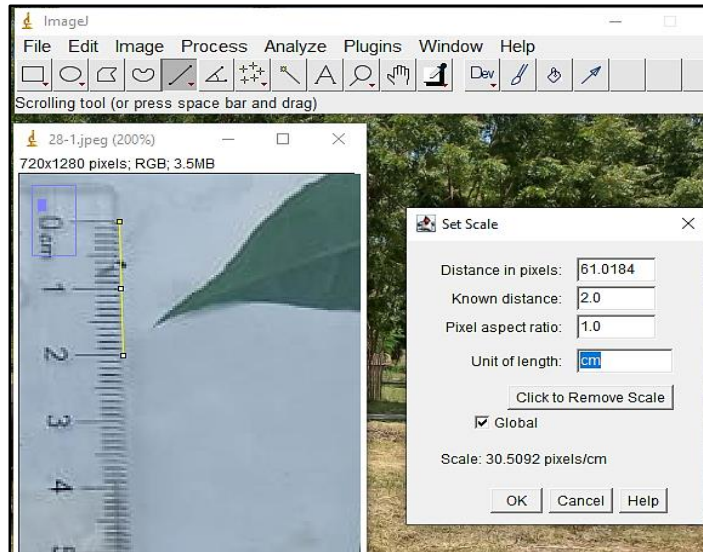 ImageJ
File Edit Image Process Analyze Plugins Window Help
Dev
Scrolling tool (or press space bar and drag)
28-1.jpeg (200%)
720x1280 pixels; RGB; 3.5MB
0 cm
1
2
3
4
5
Set Scale
Distance in pixels: 61.0184
Known distance: 2.0
Pixel aspect ratio: 1.0
Unit of length: cm
Click to Remove Scale
Global
Scale: 30.5092 pixels/cm
OK Cancel Help